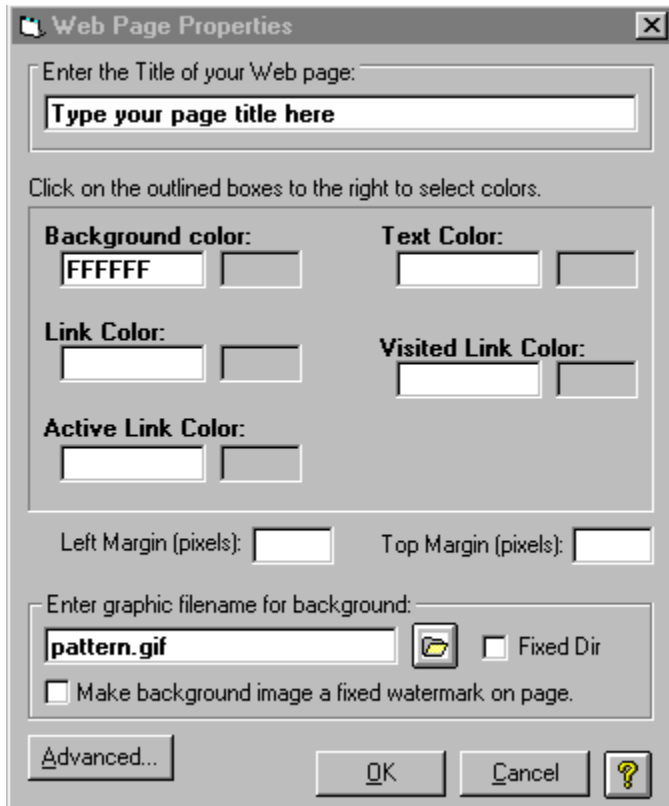 Web Page Properties
Enter the Title of your Web page:
Type your page title here
Click on the outlined boxes to the right to select colors.
Background color: Text Color:
FFFFFF
Link Color:
Visited Link Color:
Active Link Color:
Left Margin (pixels): Top Margin (pixels):
Enter graphic filename for background:
pattern.gif Fixed Dir
Make background image a fixed watermark on page.
Advanced...
OK Cancel ?